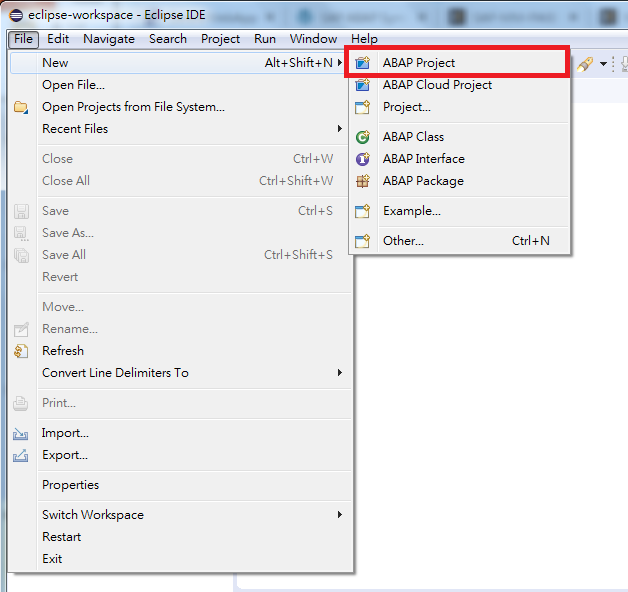 eclipse-workspace - Eclipse IDE
File Edit Navigate Search Project Run Window Help
New Alt+Shift+N
Open File...
Open Projects from File System...
Recent Files
Close Ctrl+W
Close All Ctrl+Shift+W
Save Ctrl+S
Save As...
Save All Ctrl+Shift+S
Revert
Move...
Rename...
Refresh
Convert Line Delimiters To
Print...
Import...
Export...
Properties
Switch Workspace
Restart
Exit
ABAP Project
ABAP Cloud Project
Project...
ABAP Class
ABAP Interface
ABAP Package
Example...
Other... Ctrl+N